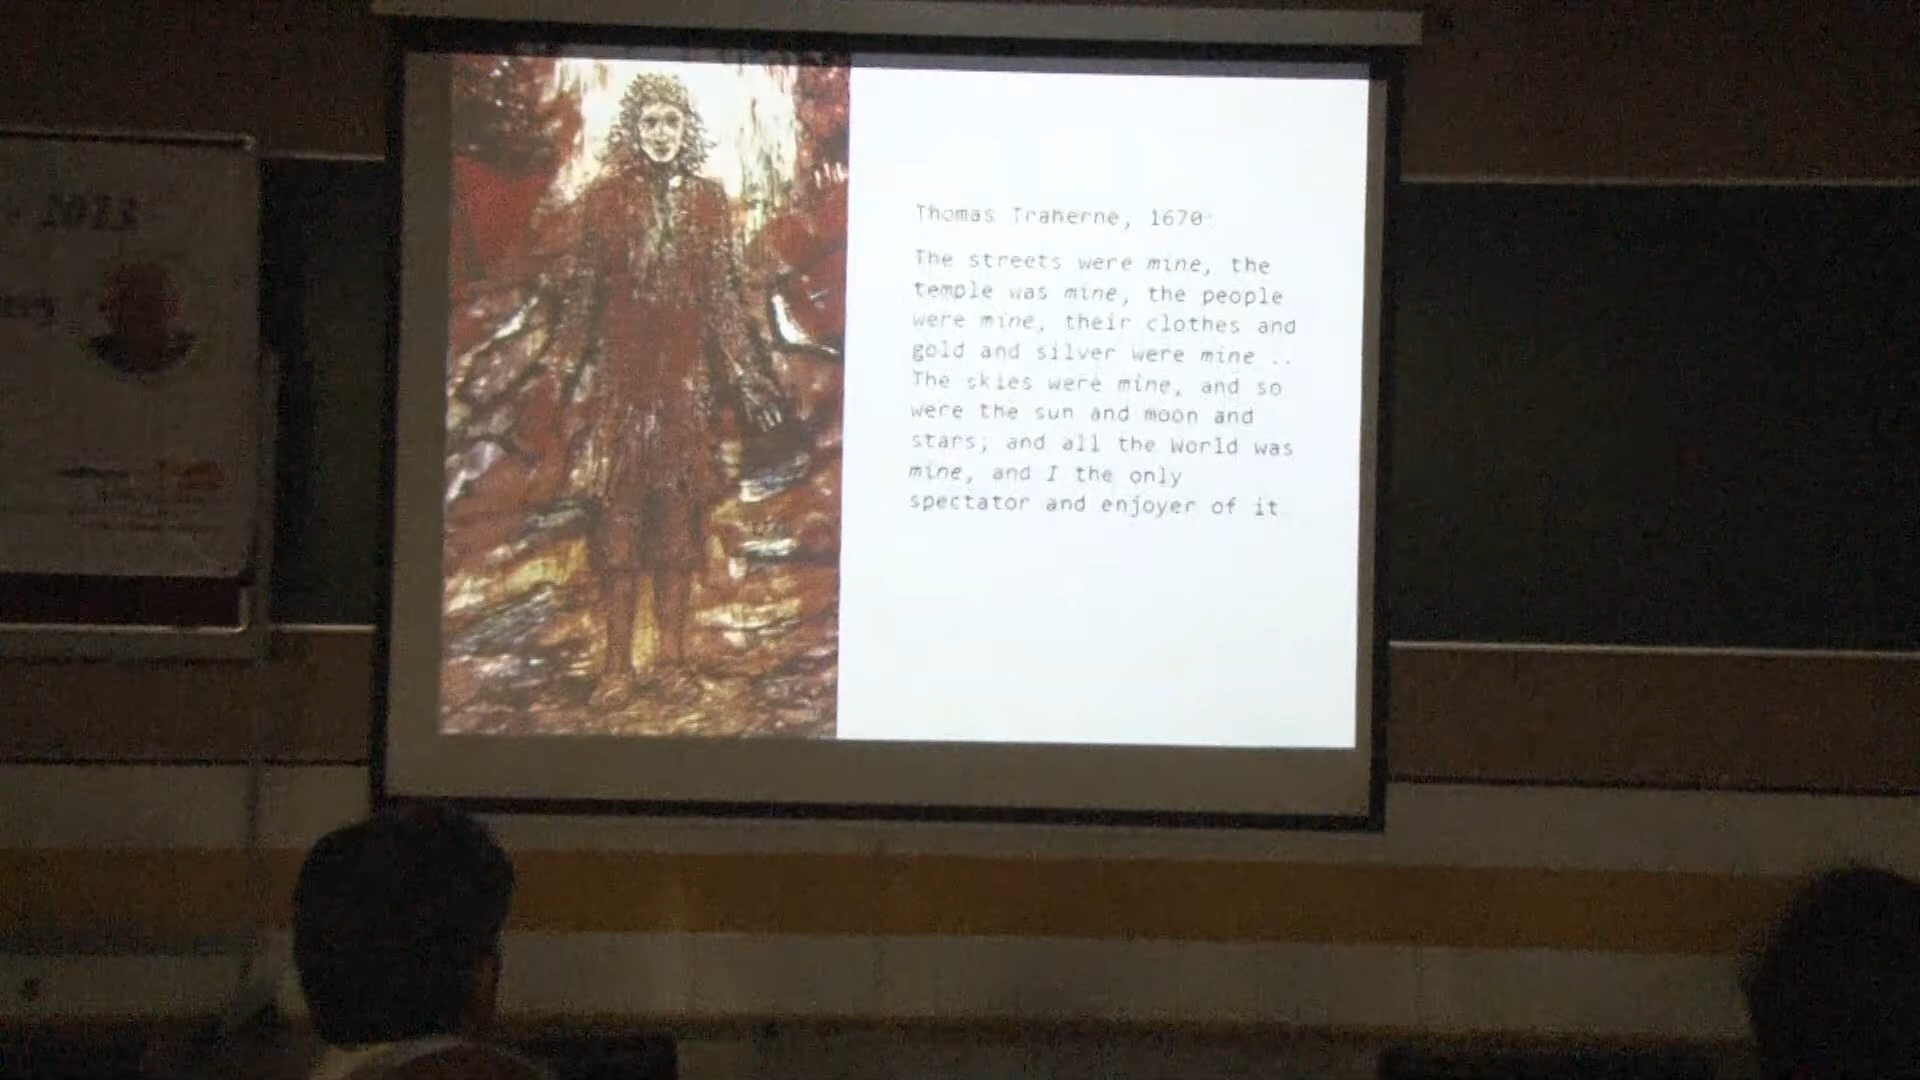 2013
Thomas Traherne, 1670:
The streets were mine, the
temple was mine, the people
were mine, their clothes and
gold and silver were mine ..
The skies were mine, and so
were the sun and moon and
stars; and all the World was
mine, and I the only
spectator and enjoyer of it